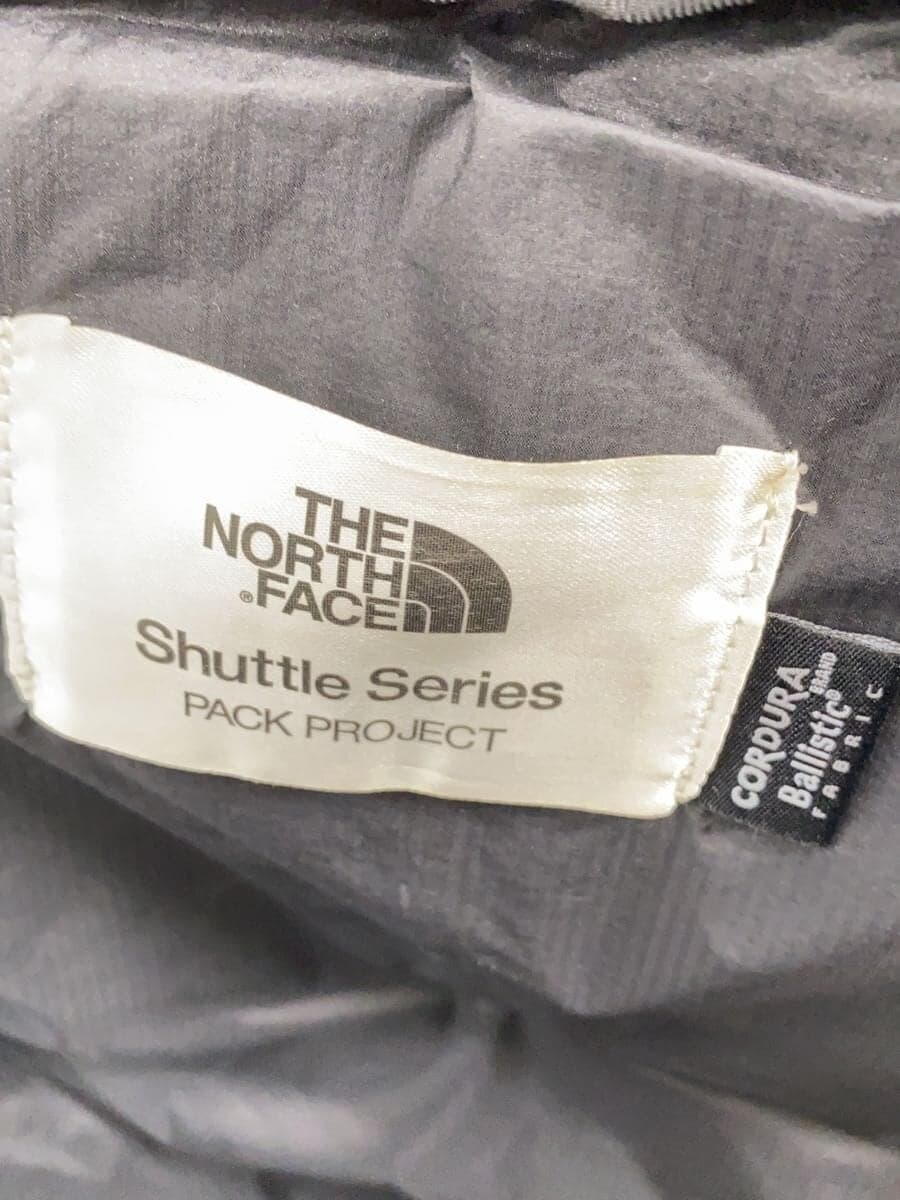 THE
NORTH
®FACE
Shuttle Series
PACK PROJECT
CORDURA
Ballistic® BRAND
FABRIC